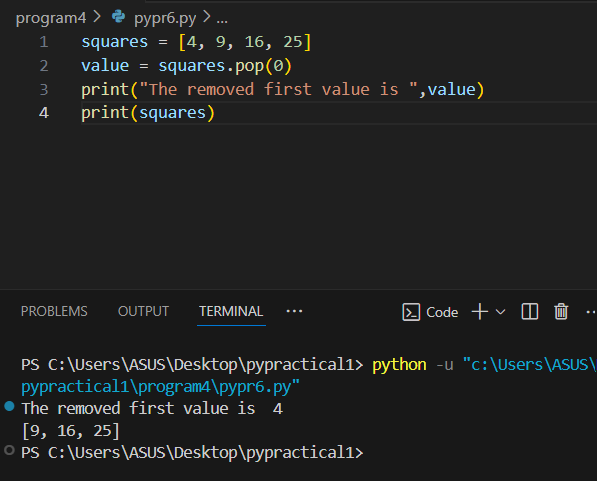 program4 > pypr6.py > ...
1 squares = [4, 9, 16, 25]
2 value = squares.pop(0)
3 print("The removed first value is ",value)
4 print(squares)
PROBLEMS OUTPUT TERMINAL ... Code
PS C:\Users\ASUS\Desktop\pypractical1> python -u "c:\Users\ASUS\
pypractical1\program4\pypr6.py"
The removed first value is  4
[9, 16, 25]
PS C:\Users\ASUS\Desktop\pypractical1>